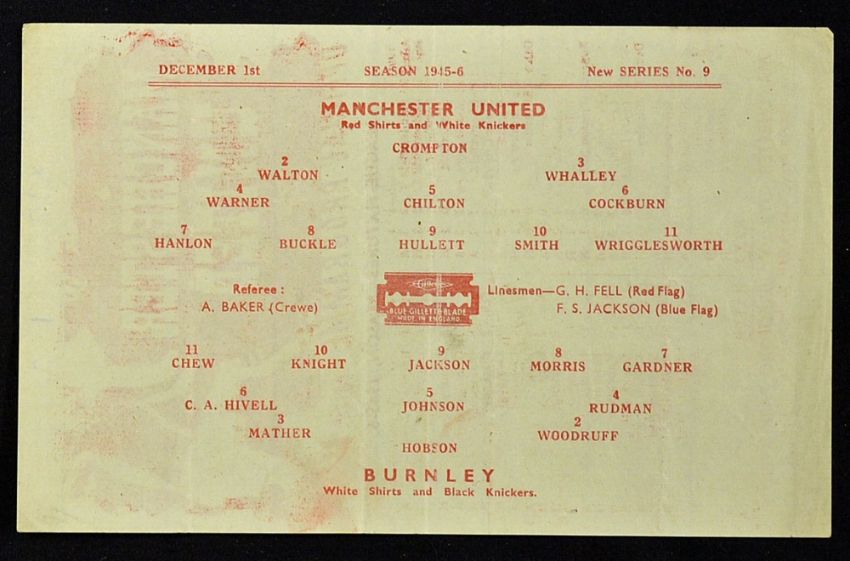 DECEMBER 1st SEASON 1945-6 New SERIES No. 9
MANCHESTER UNITED
Red Shirts and White Knickers
CROMPTON
2 3
WALTON WHALLEY
4 5 6
WARNER CHILTON COCKBURN
7 8 9 10 11
HANLON BUCKLE HULLETT SMITH WRIGGLESWORTH
Referee : Linesmen—G. H. FELL (Red Flag)
A. BAKER (Crewe) F. S. JACKSON (Blue Flag)
Gillette
BLUE GILLETTE BLADE
MADE IN ENGLAND
11 10 9 8 7
CHEW KNIGHT JACKSON MORRIS GARDNER
6 5 4
C. A. HIVELL JOHNSON RUDMAN
3 2
MATHER WOODRUFF
HOBSON
BURNLEY
White Shirts and Black Knickers.